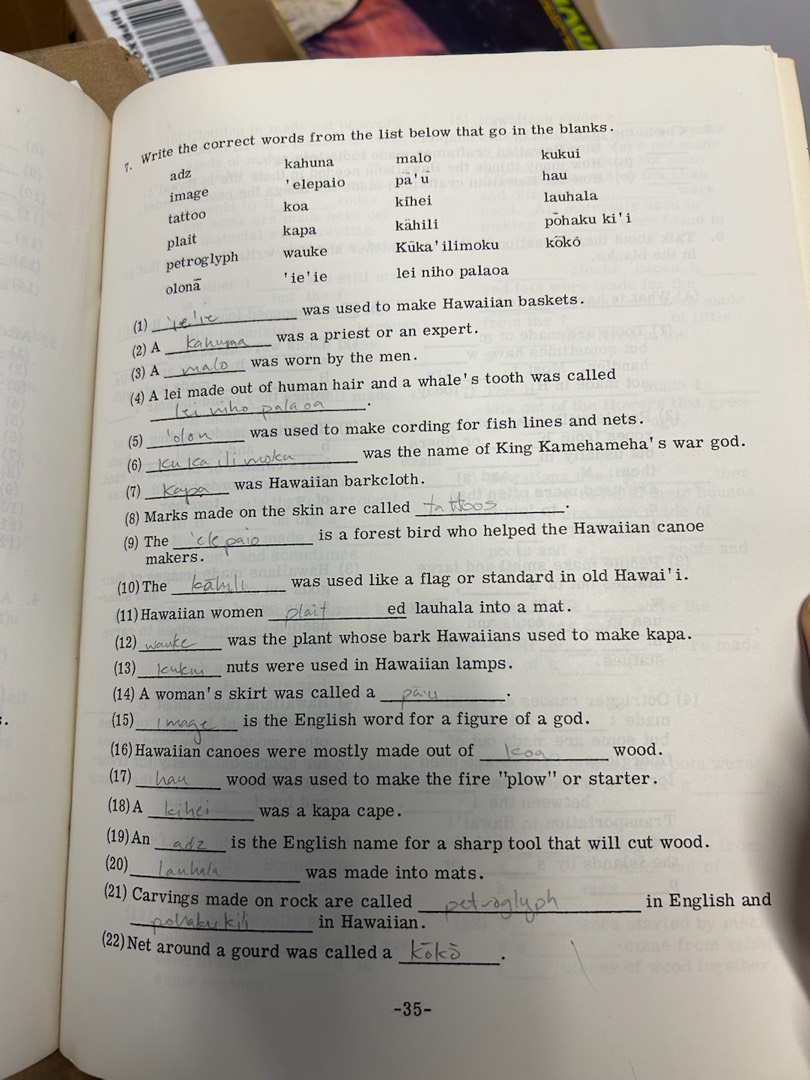 7. Write the correct words from the list below that go in the blanks.
adz kahuna malo kukui
image 'elepaio pā'ū hau
tattoo koa kīhei lauhala
plait kapa kāhili pōhaku ki'i
petroglyph wauke Kūka'ilimoku kōkō
olonā 'ie'ie lei niho palaoa
(1) 'ie'ie was used to make Hawaiian baskets.
(2) A kahuna was a priest or an expert.
(3) A malo was worn by the men.
(4) A lei made out of human hair and a whale's tooth was called
lei niho palaoa.
(5) 'olon was used to make cording for fish lines and nets.
(6) kukailimoku was the name of King Kamehameha's war god.
(7) kapa was Hawaiian barkcloth.
(8) Marks made on the skin are called tattoos.
(9) The 'elepaio is a forest bird who helped the Hawaiian canoe
makers.
(10) The kāhili was used like a flag or standard in old Hawai'i.
(11) Hawaiian women plait ed lauhala into a mat.
(12) wauke was the plant whose bark Hawaiians used to make kapa.
(13) kukui nuts were used in Hawaiian lamps.
(14) A woman's skirt was called a pāu.
(15) image is the English word for a figure of a god.
(16) Hawaiian canoes were mostly made out of koa wood.
(17) hau wood was used to make the fire "plow" or starter.
(18) A kihei was a kapa cape.
(19) An adz is the English name for a sharp tool that will cut wood.
(20) lauhala was made into mats.
(21) Carvings made on rock are called petroglyph in English and
pohaku kili in Hawaiian.
(22) Net around a gourd was called a kōkō.
-35-